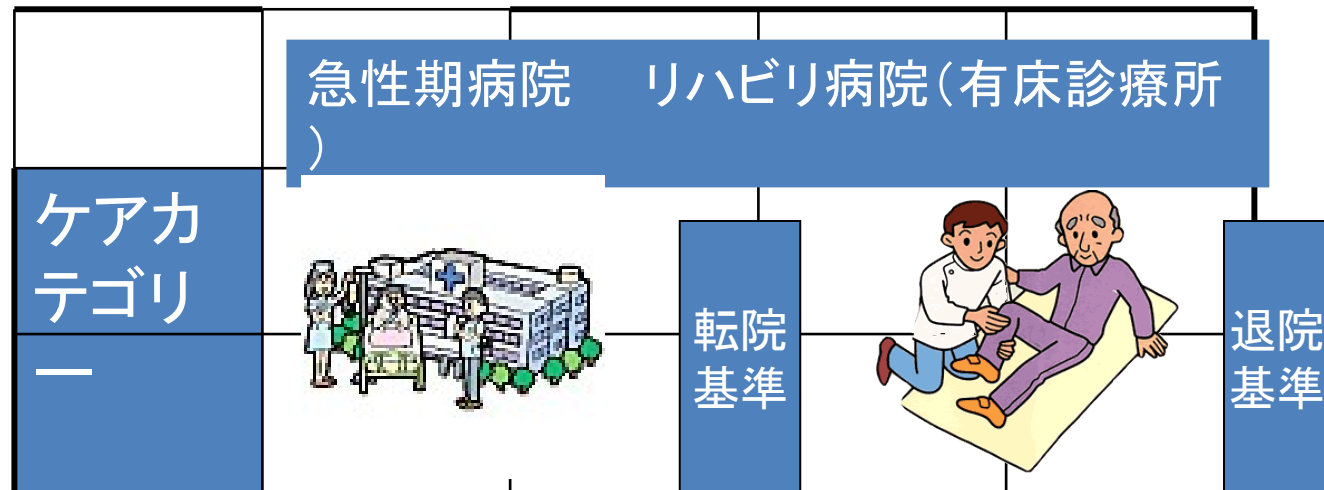 急性期病院　リハビリ病院（有床診療所
）
ケアカ
テゴリ
ー
転院
基準
退院
基準